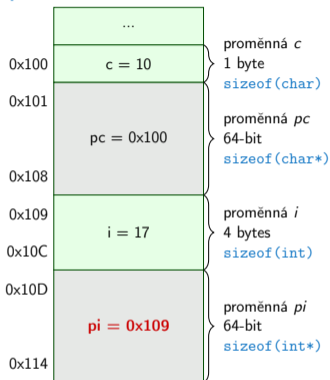 ...
0x100
c = 10
proměnná c
1 byte
sizeof(char)
0x101
pc = 0x100
0x108
proměnná pc
64-bit
sizeof(char*)
0x109
i = 17
0x10C
proměnná i
4 bytes
sizeof(int)
0x10D
pi = 0x109
0x114
proměnná pi
64-bit
sizeof(int*)